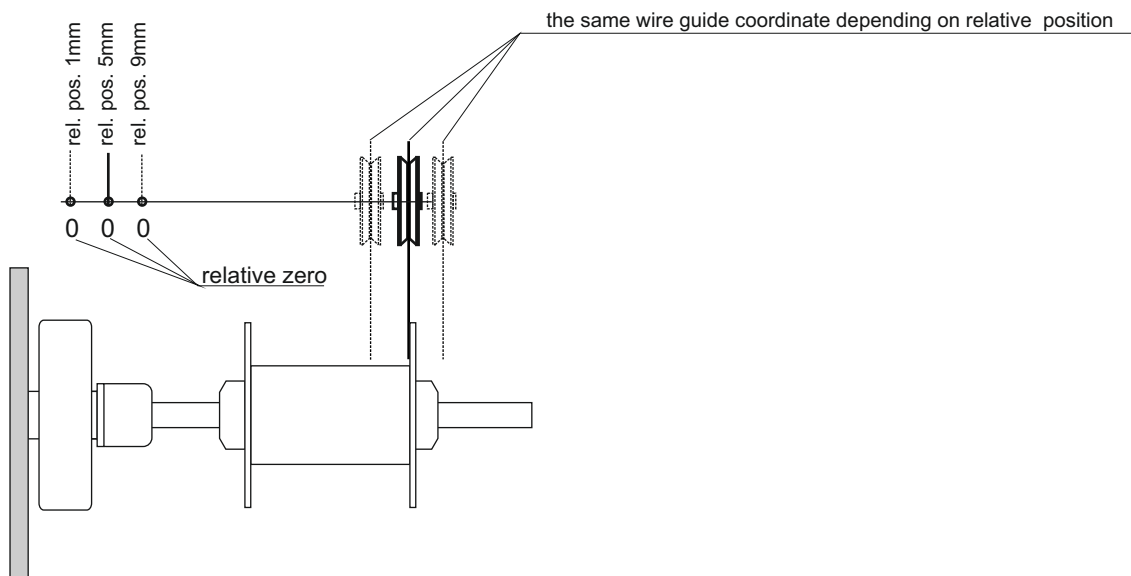 the same wire guide coordinate depending on relative position
rel. pos. 1mm
rel. pos. 5mm
rel. pos. 9mm
0
0
0
relative zero